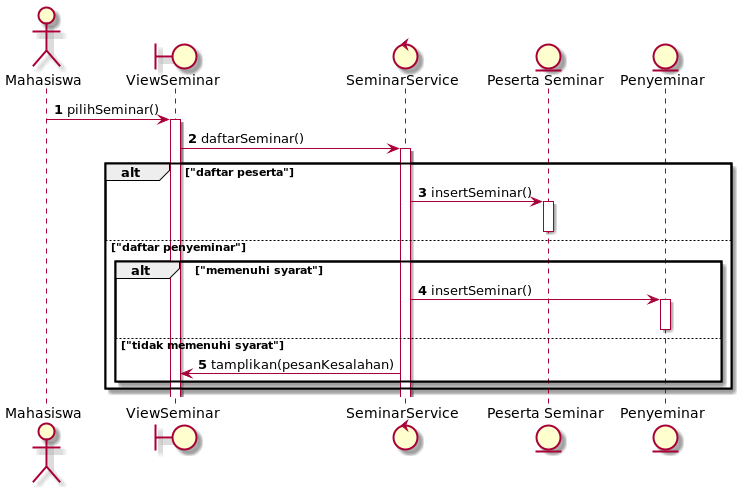 Mahasiswa ViewSeminar SeminarService Peserta Seminar Penyeminar
1 pilihSeminar()
2 daftarSeminar()
alt ["daftar peserta"]
3 insertSeminar()
["daftar penyeminar"]
alt ["memenuhi syarat"]
4 insertSeminar()
["tidak memenuhi syarat"]
5 tamplikan(pesanKesalahan)
Mahasiswa ViewSeminar SeminarService Peserta Seminar Penyeminar